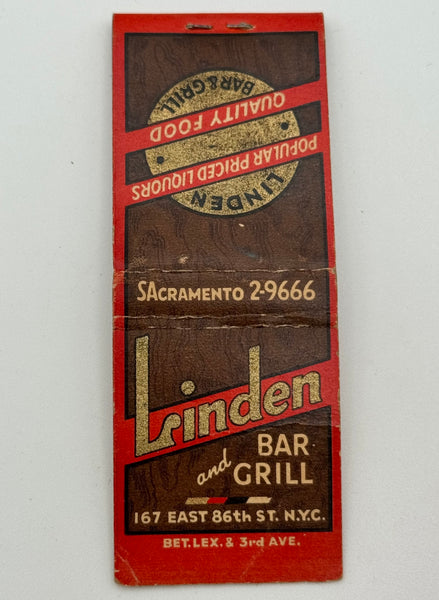 LINDEN
POPULAR PRICED LIQUORS
QUALITY FOOD
BAR & GRILL
SACRAMENTO 2-9666
Linden
BAR
and GRILL
167 EAST 86th ST. N.Y.C.
BET. LEX. & 3rd AVE.